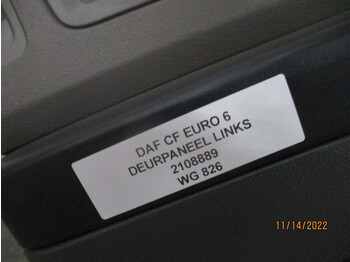 DAF CF EURO 6
DEURPANEEL LINKS
2108889
WG 826
11/14/2022